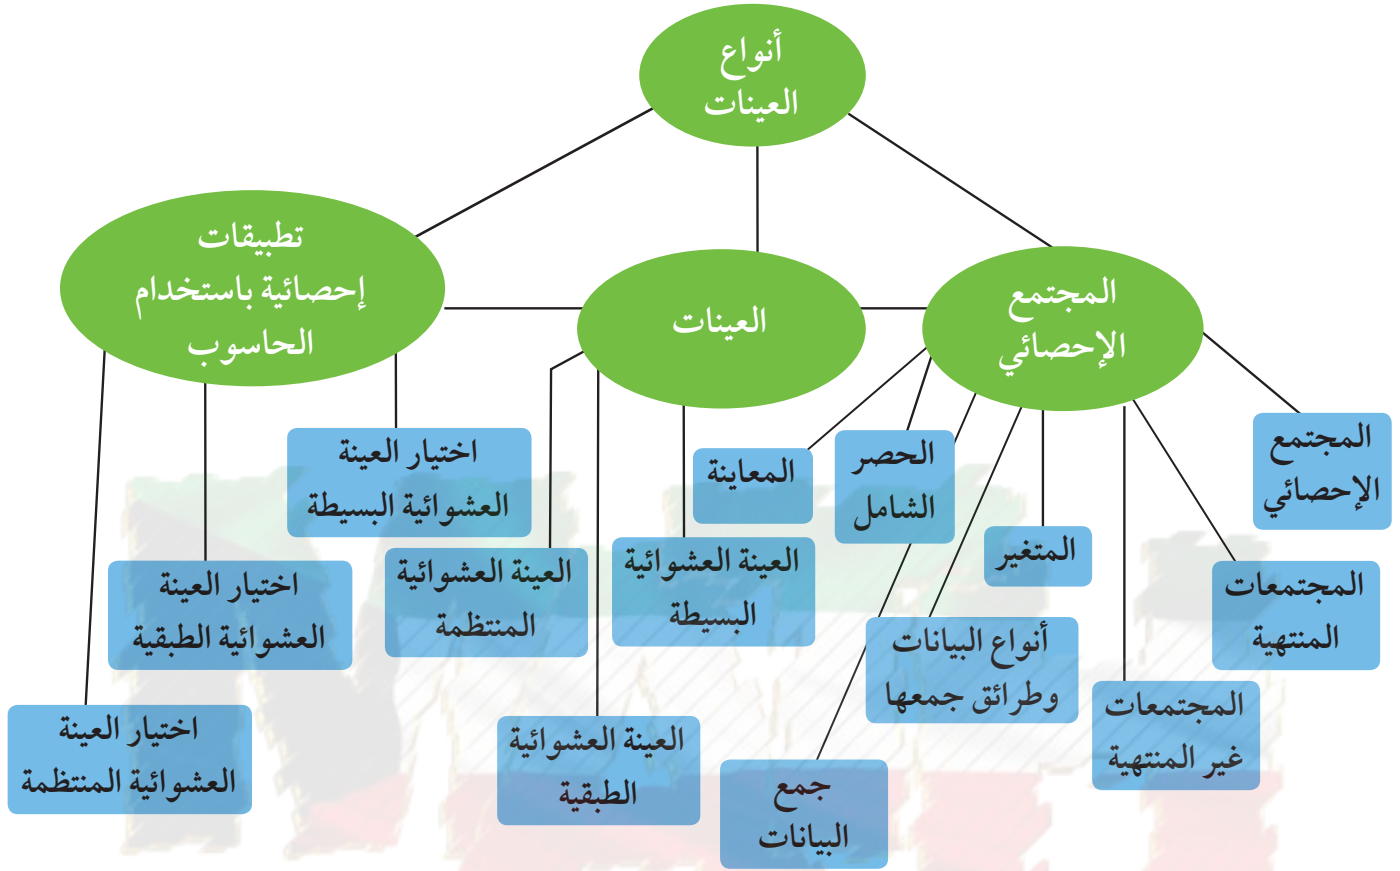 أنواع
العينات
المجتمع
الإحصائي
العينات
تطبيقات
إحصائية باستخدام
الحاسوب
المجتمع
الإحصائي
المجتمعات
المنتهية
المجتمعات
غير المنتهية
المتغير
أنواع البيانات
وطرائق جمعها
جمع
البيانات
الحصر
الشامل
المعاينة
العينة العشوائية
البسيطة
العينة العشوائية
الطبقية
العينة العشوائية
المنتظمة
اختيار العينة
العشوائية البسيطة
اختيار العينة
العشوائية الطبقية
اختيار العينة
العشوائية المنتظمة